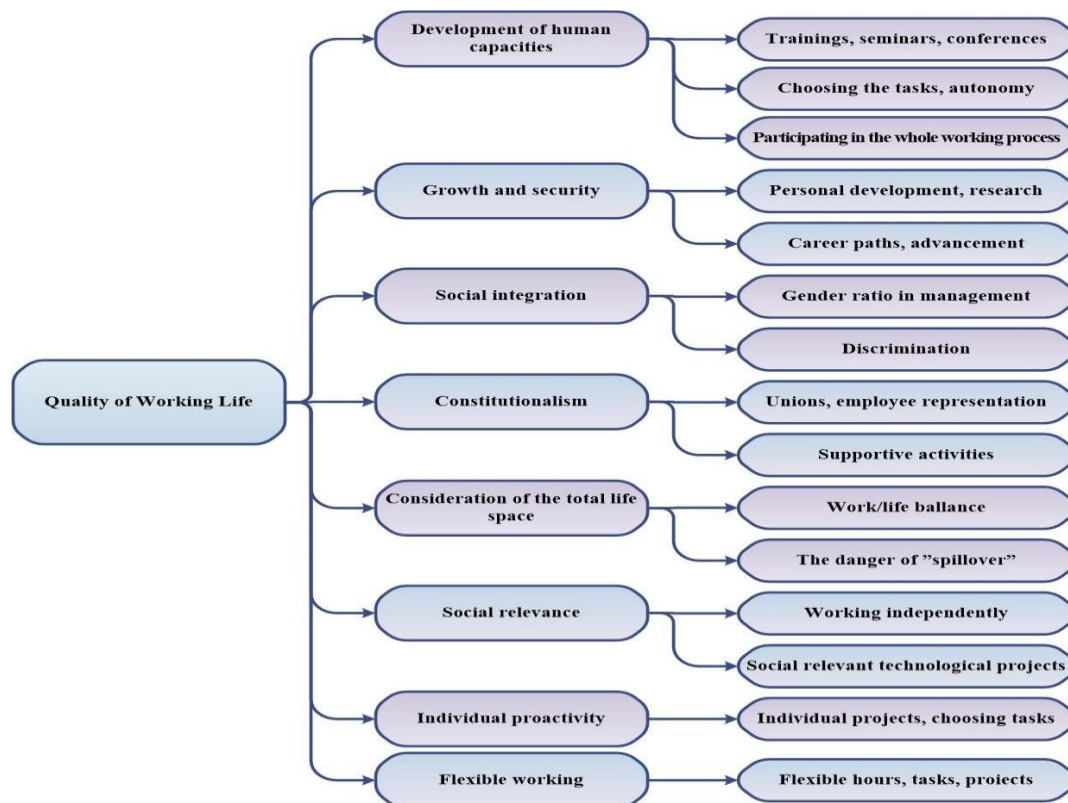 Development of human
capacities
Trainings, seminars, conferences
Choosing the tasks, autonomy
Participating in the whole working process
Growth and security
Personal development, research
Career paths, advancement
Social integration
Gender ratio in management
Discrimination
Quality of Working Life
Constitutionalism
Unions, employee representation
Supportive activities
Consideration of the total life
space
Work/life ballance
The danger of ”spillover”
Social relevance
Working independently
Social relevant technological projects
Individual proactivity
Individual projects, choosing tasks
Flexible working
Flexible hours, tasks, projects